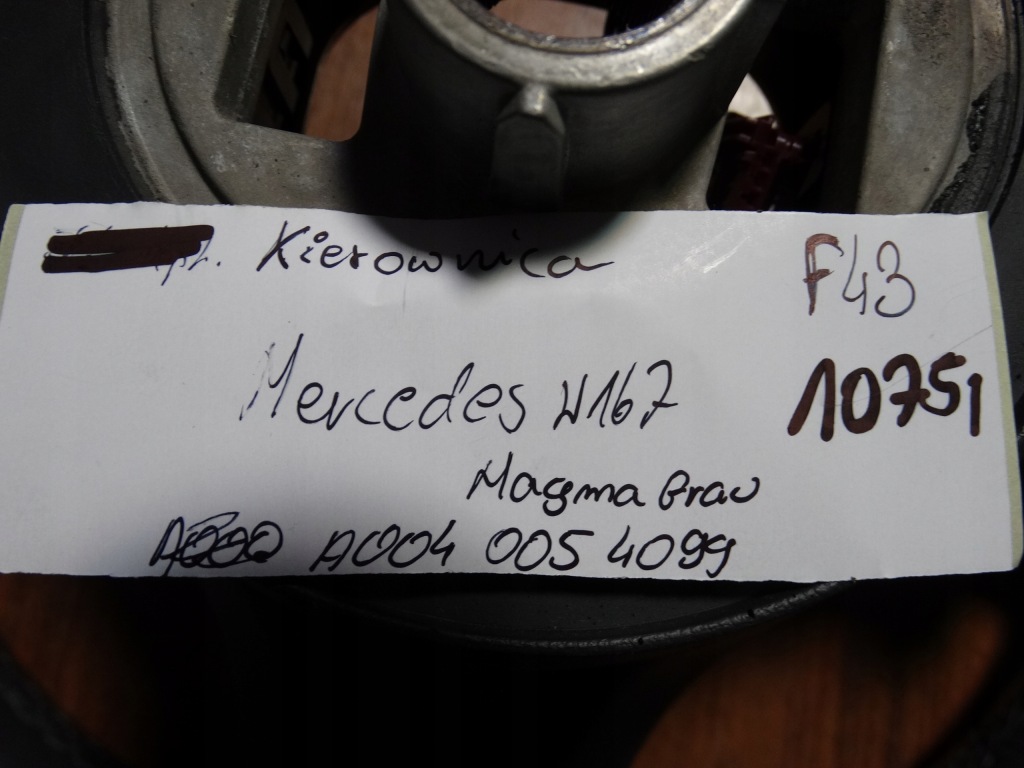 Kierownica F43
Mercedes W167 10751
Magma Grau
A004 005 4099